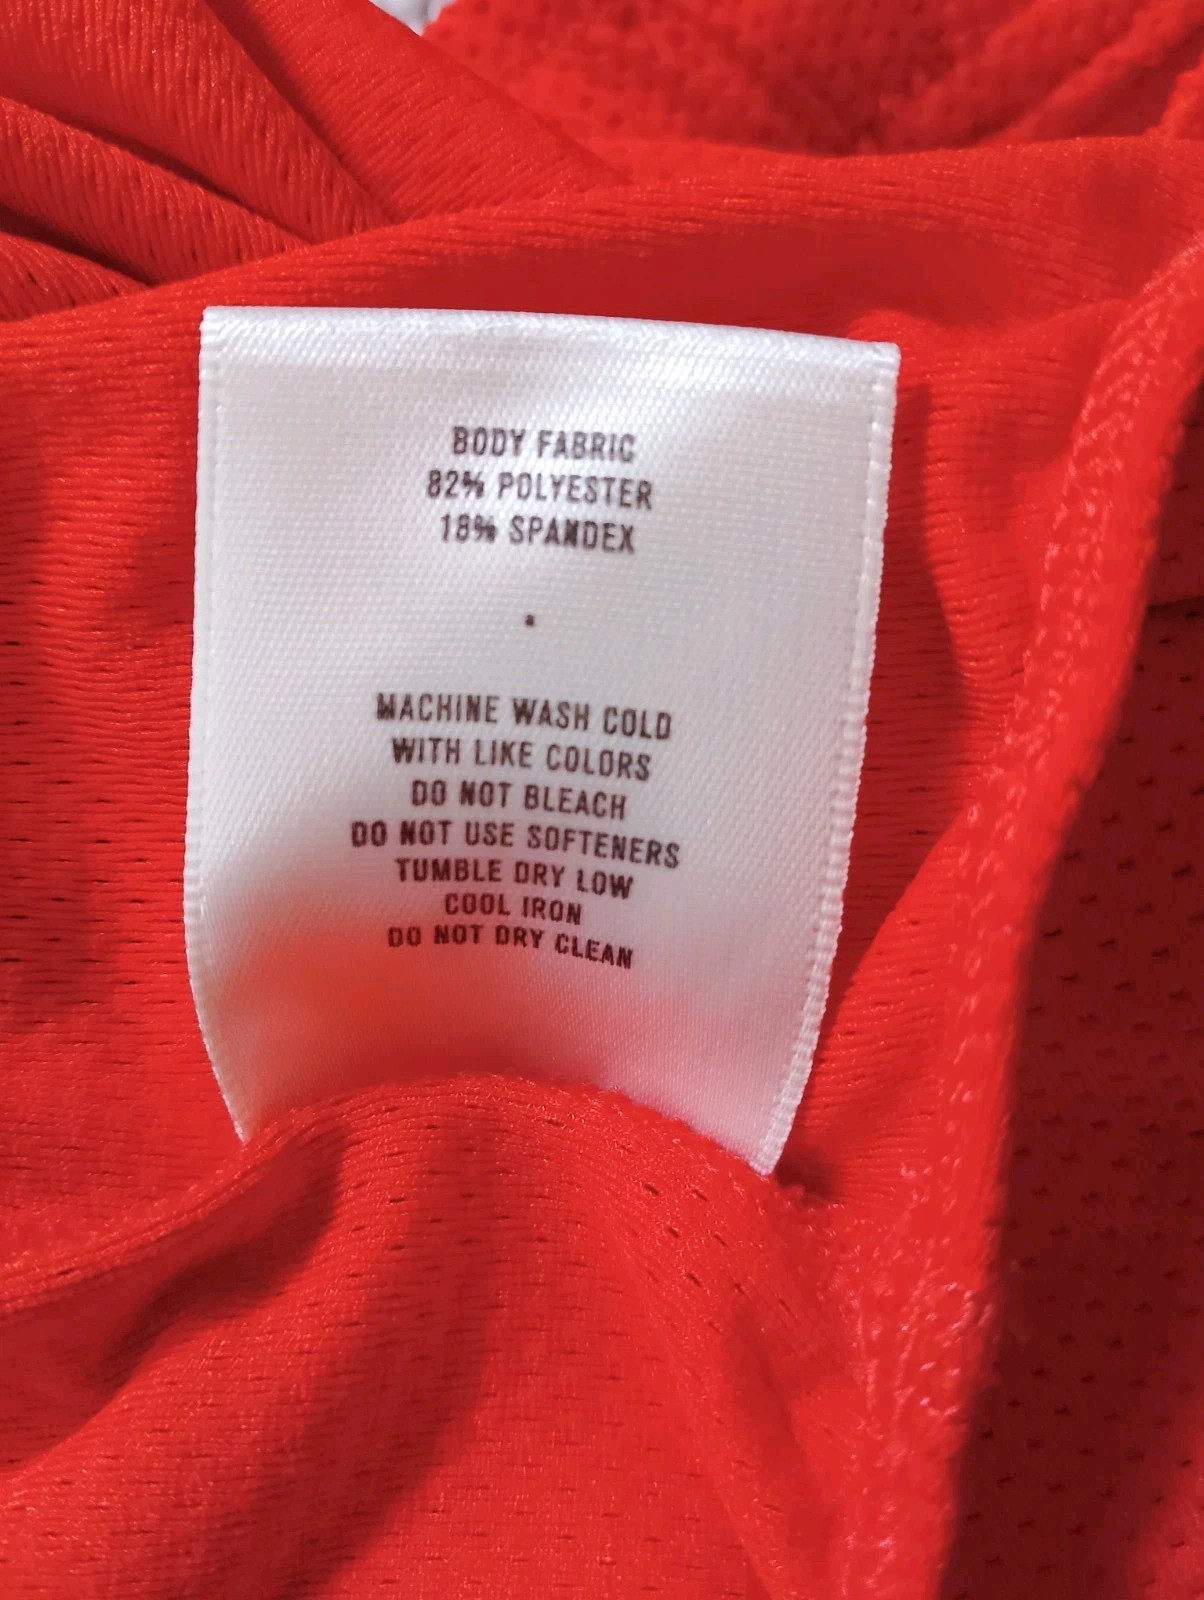 BODY FABRIC
82% POLYESTER
18% SPANDEX
MACHINE WASH COLD
WITH LIKE COLORS
DO NOT BLEACH
DO NOT USE SOFTENERS
TUMBLE DRY LOW
COOL IRON
DO NOT DRY CLEAN